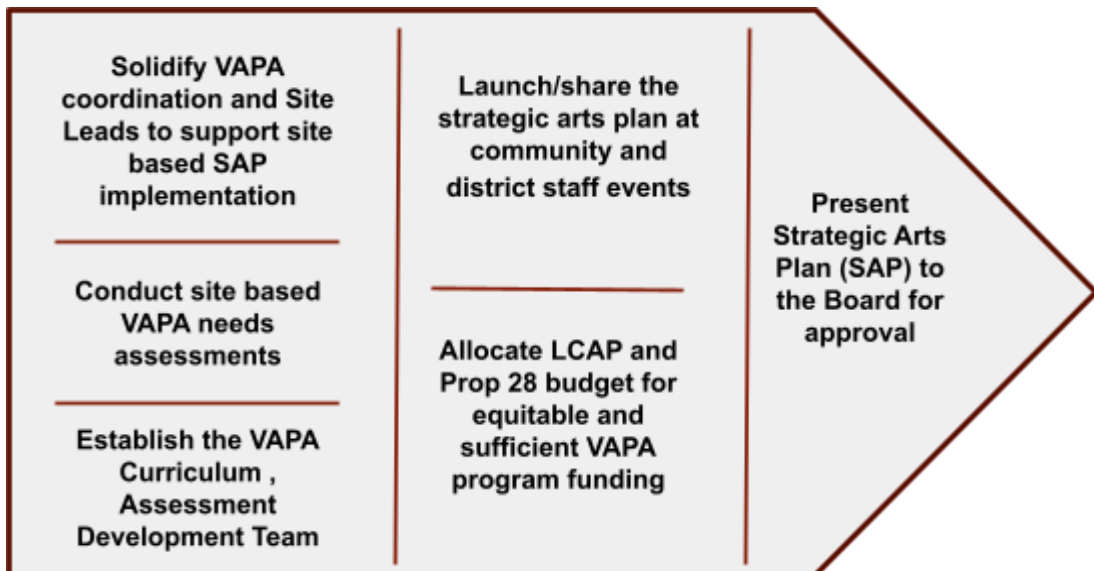 Solidify VAPA
coordination and Site
Leads to support site
based SAP
implementation
Conduct site based
VAPA needs
assessments
Establish the VAPA
Curriculum ,
Assessment
Development Team
Launch/share the
strategic arts plan at
community and
district staff events
Allocate LCAP and
Prop 28 budget for
equitable and
sufficient VAPA
program funding
Present
Strategic Arts
Plan (SAP) to
the Board for
approval